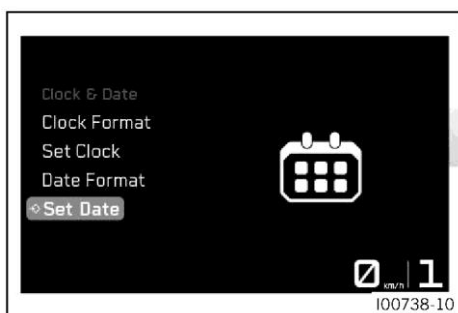 Clock & Date
Clock Format
Set Clock
Date Format
Set Date
0 km/h 1
I00738-10